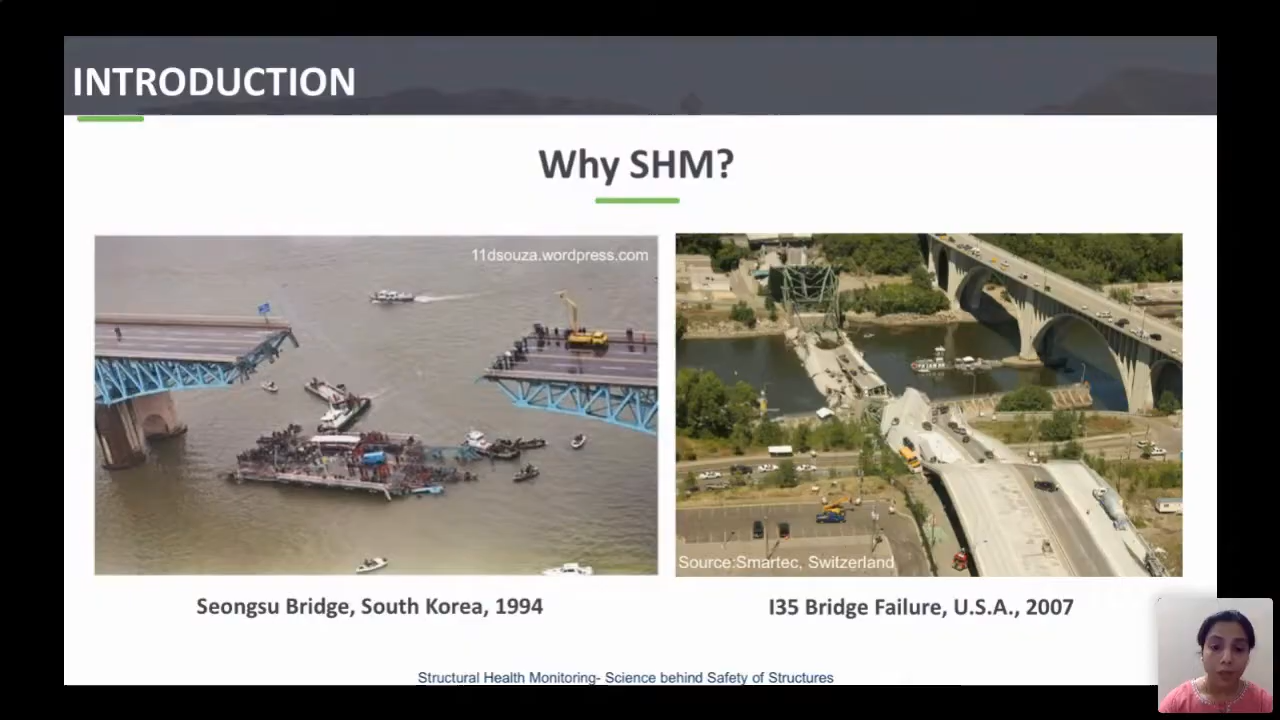 INTRODUCTION
Why SHM?
11dsouza.wordpress.com
Source:Smartec, Switzerland
Seongsu Bridge, South Korea, 1994
I35 Bridge Failure, U.S.A., 2007
Structural Health Monitoring- Science behind Safety of Structures